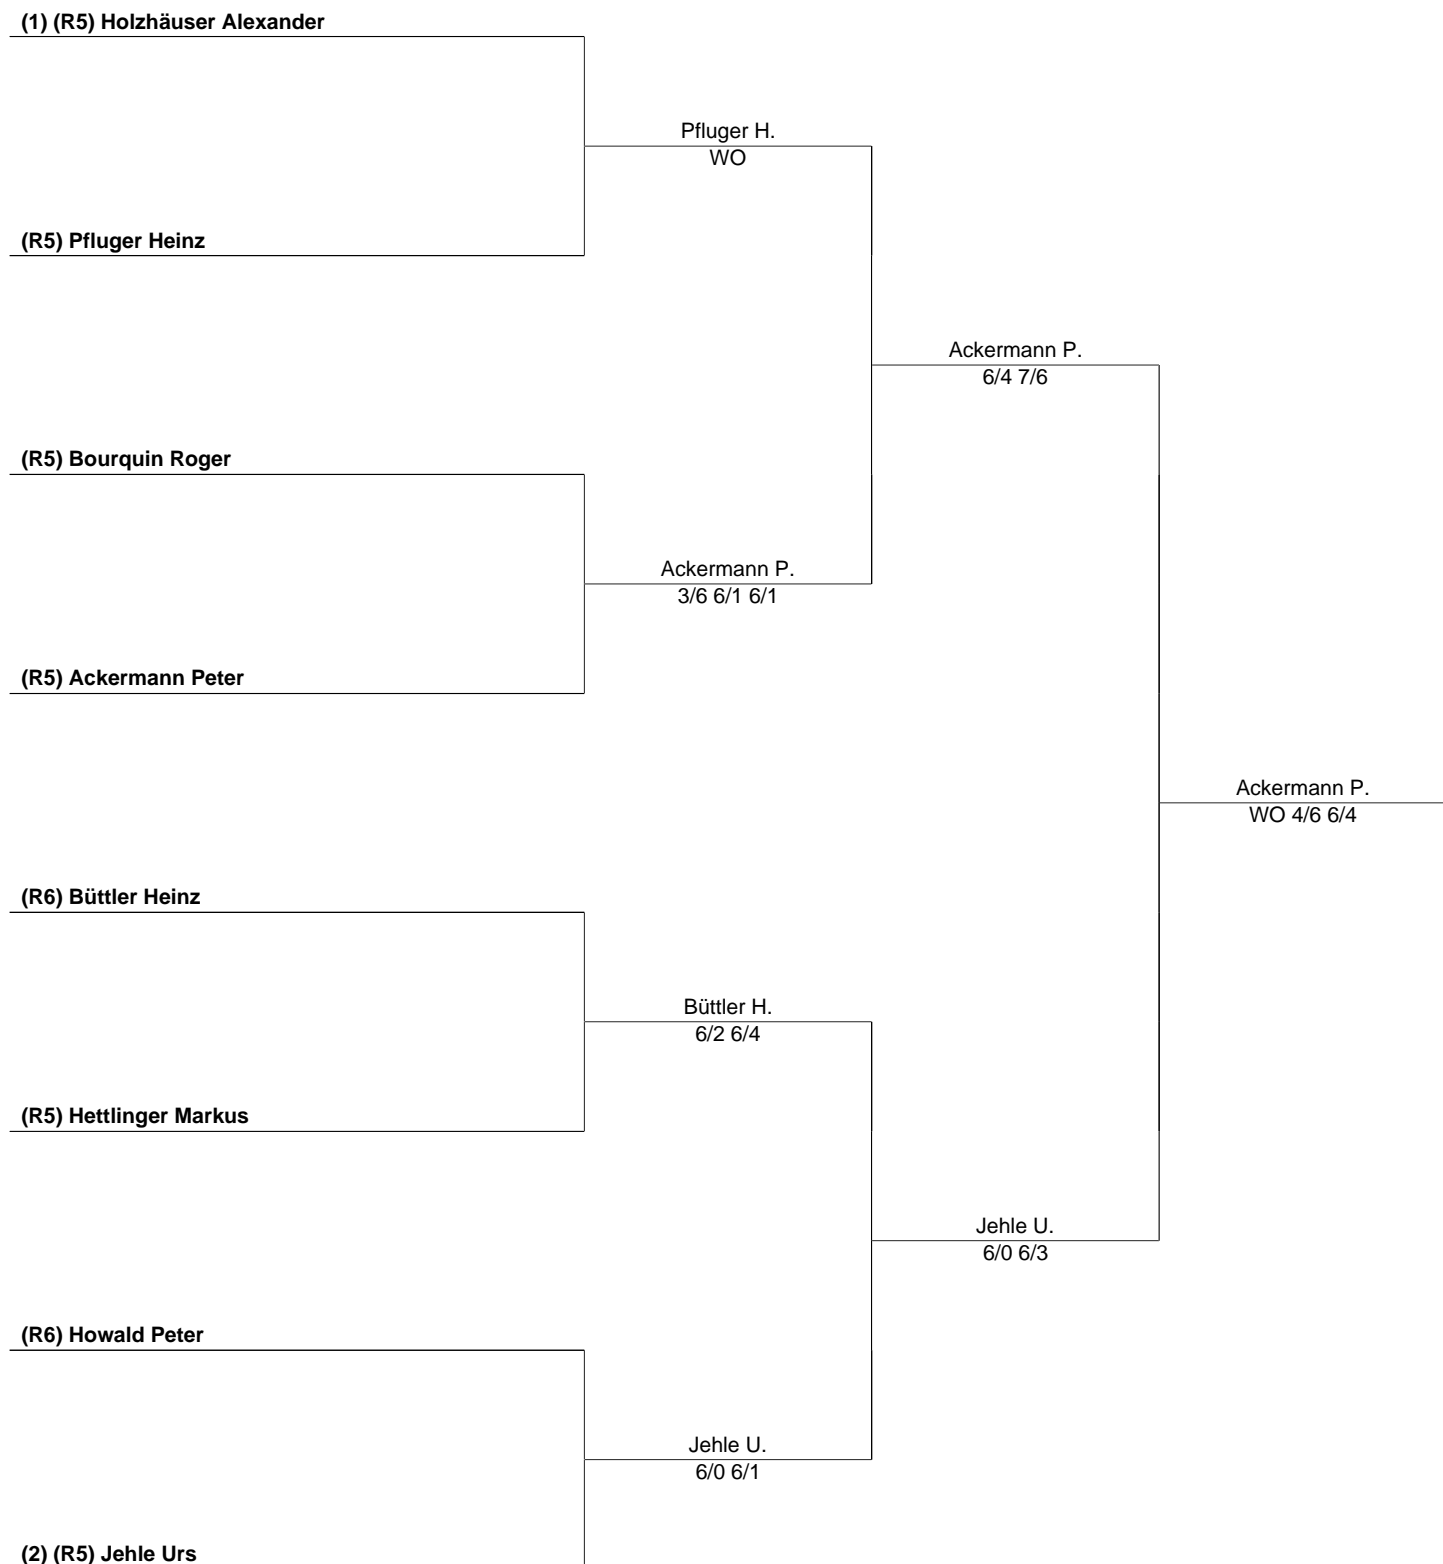 (1) (R5) Holzhäuser Alexander
Pfluger H.
WO
(R5) Pfluger Heinz
Ackermann P.
6/4 7/6
(R5) Bourquin Roger
Ackermann P.
3/6 6/1 6/1
(R5) Ackermann Peter
Ackermann P.
WO 4/6 6/4
(R6) Büttler Heinz
Büttler H.
6/2 6/4
(R5) Hettlinger Markus
Jehle U.
6/0 6/3
(R6) Howald Peter
Jehle U.
6/0 6/1
(2) (R5) Jehle Urs